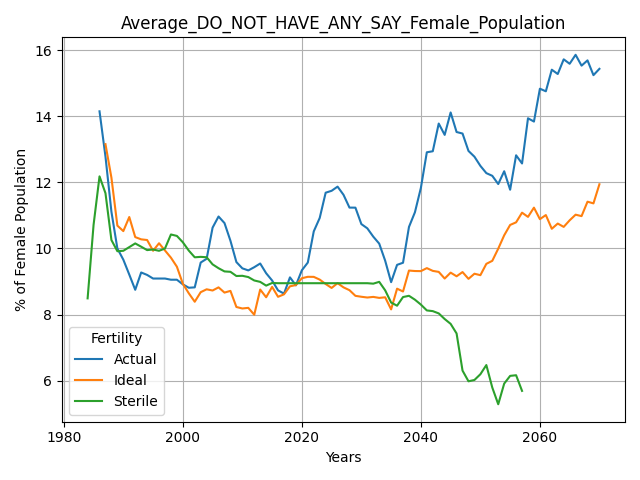 Average_DO_NOT_HAVE_ANY_SAY_Female_Population
% of Female Population
16
14
12
10
8
6
Fertility
Actual
Ideal
Sterile
1980
2000
2020
2040
2060
Years